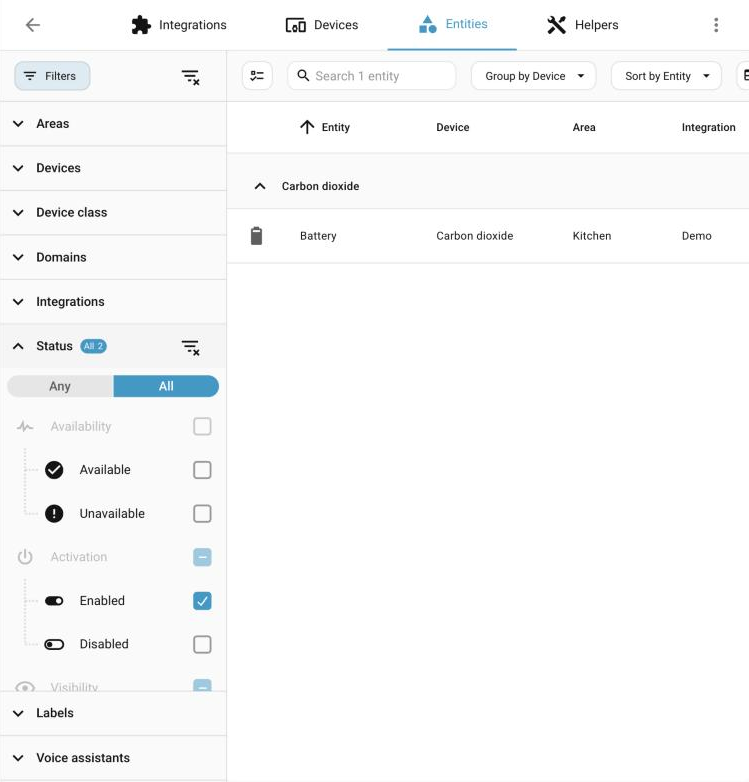 Integrations
Devices
Entities
Helpers
Filters
Search 1 entity
Group by Device
Sort by Entity
Areas
Devices
Device class
Domains
Integrations
Status All 2
Any All
Availability
Available
Unavailable
Activation
Enabled
Disabled
Visibility
Labels
Voice assistants
Entity Device Area Integration
Carbon dioxide
Battery Carbon dioxide Kitchen Demo